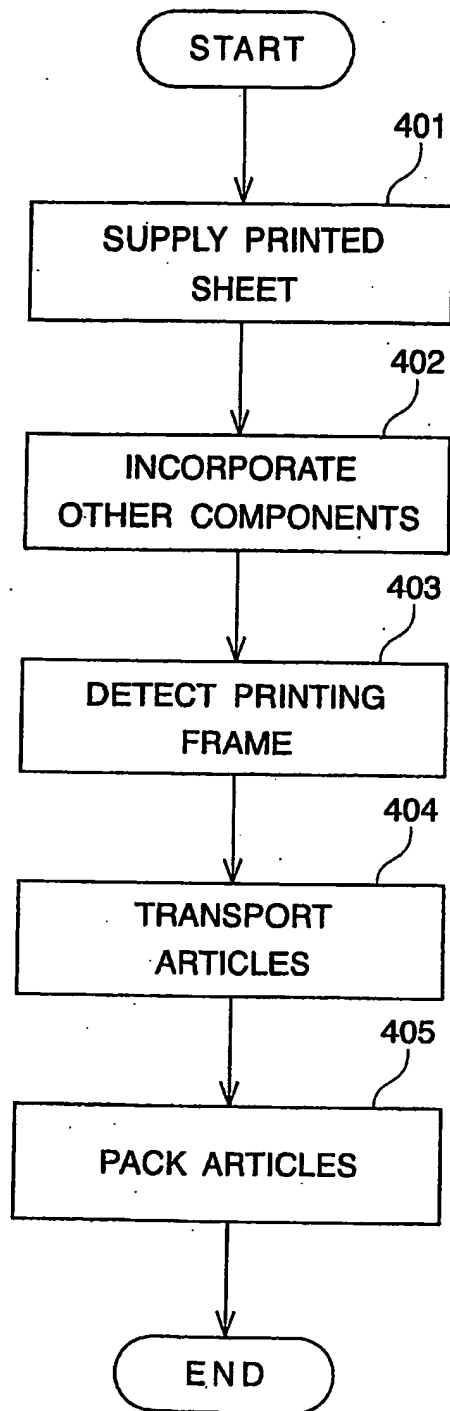 START
401
SUPPLY PRINTED
SHEET
402
INCORPORATE
OTHER COMPONENTS
403
DETECT PRINTING
FRAME
404
TRANSPORT
ARTICLES
405
PACK ARTICLES
END